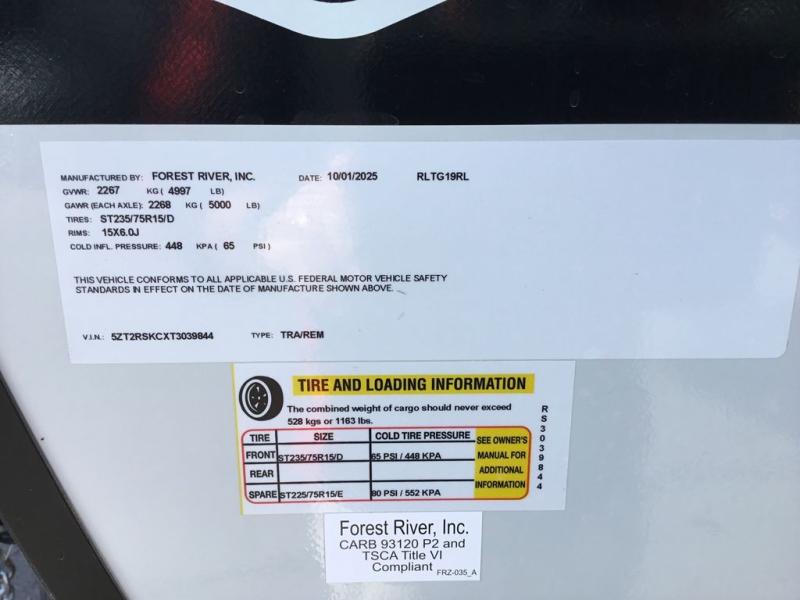 MANUFACTURED BY: FOREST RIVER, INC. DATE: 10/01/2025 RLTG19RL
GVWR: 2267 KG ( 4997 LB)
GAWR (EACH AXLE): 2268 KG ( 5000 LB)
TIRES: ST235/75R15/D
RIMS: 15X6.0J
COLD INFL. PRESSURE: 448 KPA ( 65 PSI )
THIS VEHICLE CONFORMS TO ALL APPLICABLE U.S. FEDERAL MOTOR VEHICLE SAFETY
STANDARDS IN EFFECT ON THE DATE OF MANUFACTURE SHOWN ABOVE.
V.I.N.: 5ZT2RSKCXT3039844 TYPE: TRA/REM
TIRE AND LOADING INFORMATION
The combined weight of cargo should never exceed
528 kgs or 1163 lbs.
TIRE SIZE COLD TIRE PRESSURE
FRONT ST235/75R15/D 65 PSI / 448 KPA
REAR
SPARE ST225/75R15/E 80 PSI / 552 KPA
SEE OWNER'S
MANUAL FOR
ADDITIONAL
INFORMATION
RS3039844
Forest River, Inc.
CARB 93120 P2 and
TSCA Title VI
Compliant FRZ-035_A